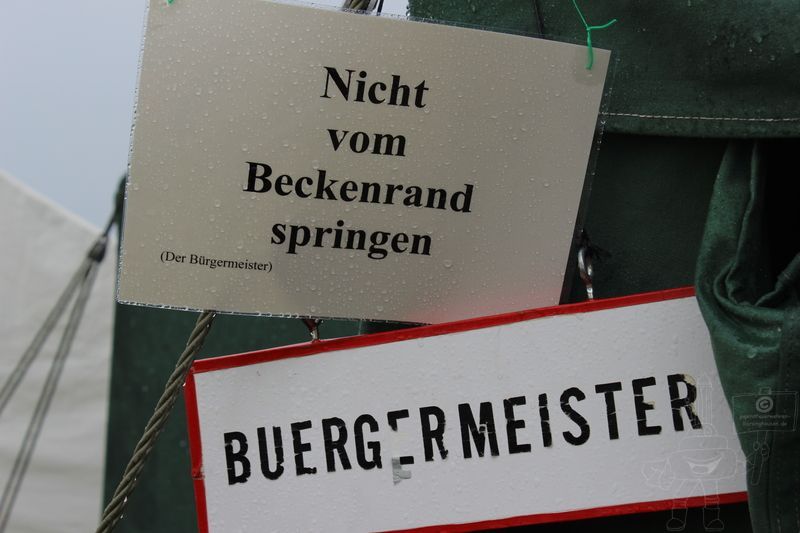 Nicht
vom
Beckenrand
springen
(Der Bürgermeister)
BUERGERMEISTER
©